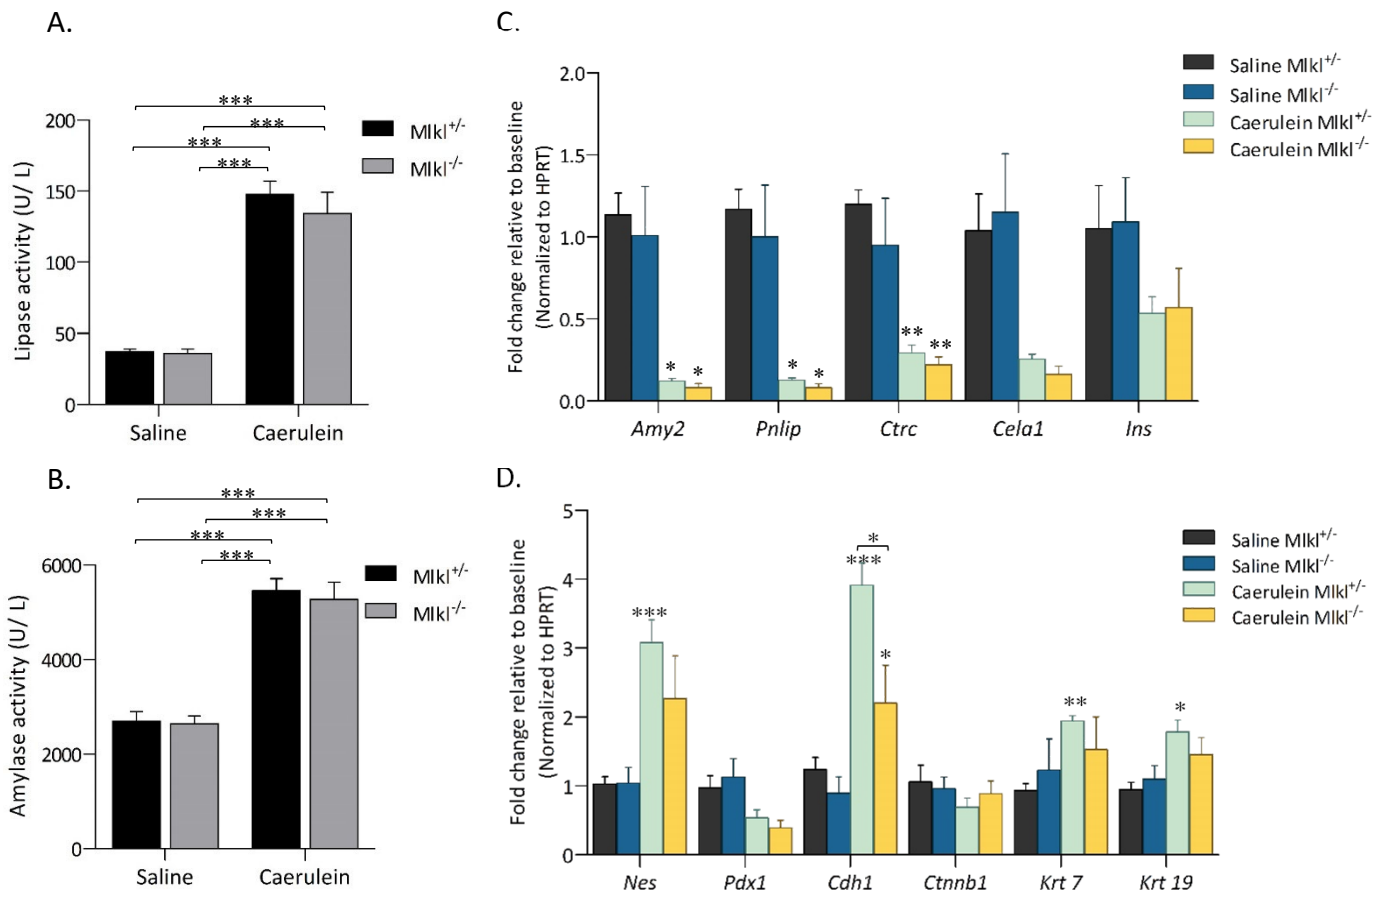 A.
Lipase activity (U/ L)
200
150
100
50
0
***
***
***
***
Mlkl+/-
Mlkl-/-
Saline
Caerulein
B.
Amylase activity (U/ L)
6000
4000
2000
0
***
***
***
***
Mlkl+/-
Mlkl-/-
Saline
Caerulein
C.
Fold change relative to baseline
(Normalized to HPRT)
2.0
1.5
1.0
0.5
0.0
* *
* *
** **
Saline Mlkl+/-
Saline Mlkl-/-
Caerulein Mlkl+/-
Caerulein Mlkl-/-
Amy2
Pnlip
Ctrc
Cela1
Ins
D.
Fold change relative to baseline
(Normalized to HPRT)
5
4
3
2
1
0
***
*
***
*
**
*
Saline Mlkl+/-
Saline Mlkl-/-
Caerulein Mlkl+/-
Caerulein Mlkl-/-
Nes
Pdx1
Cdh1
Ctnnb1
Krt 7
Krt 19